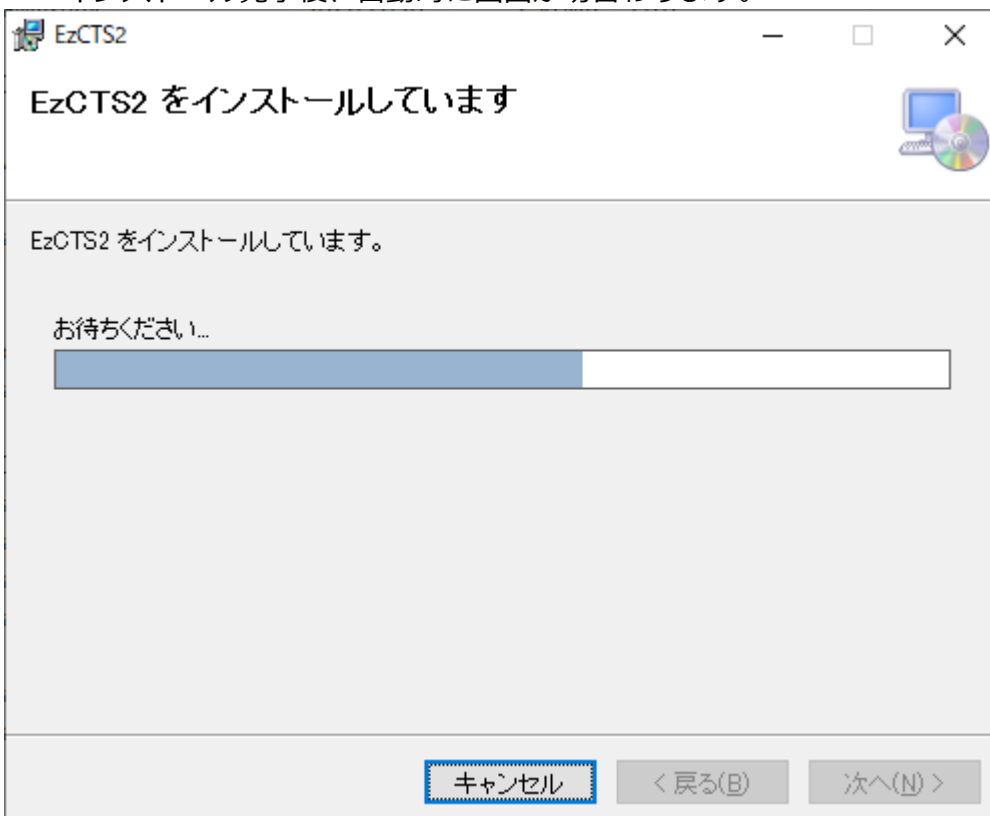 EzCTS2
EzCTS2 をインストールしています
EzCTS2 をインストールしています。
お待ちください...
キャンセル
< 戻る(B)
次へ(N) >